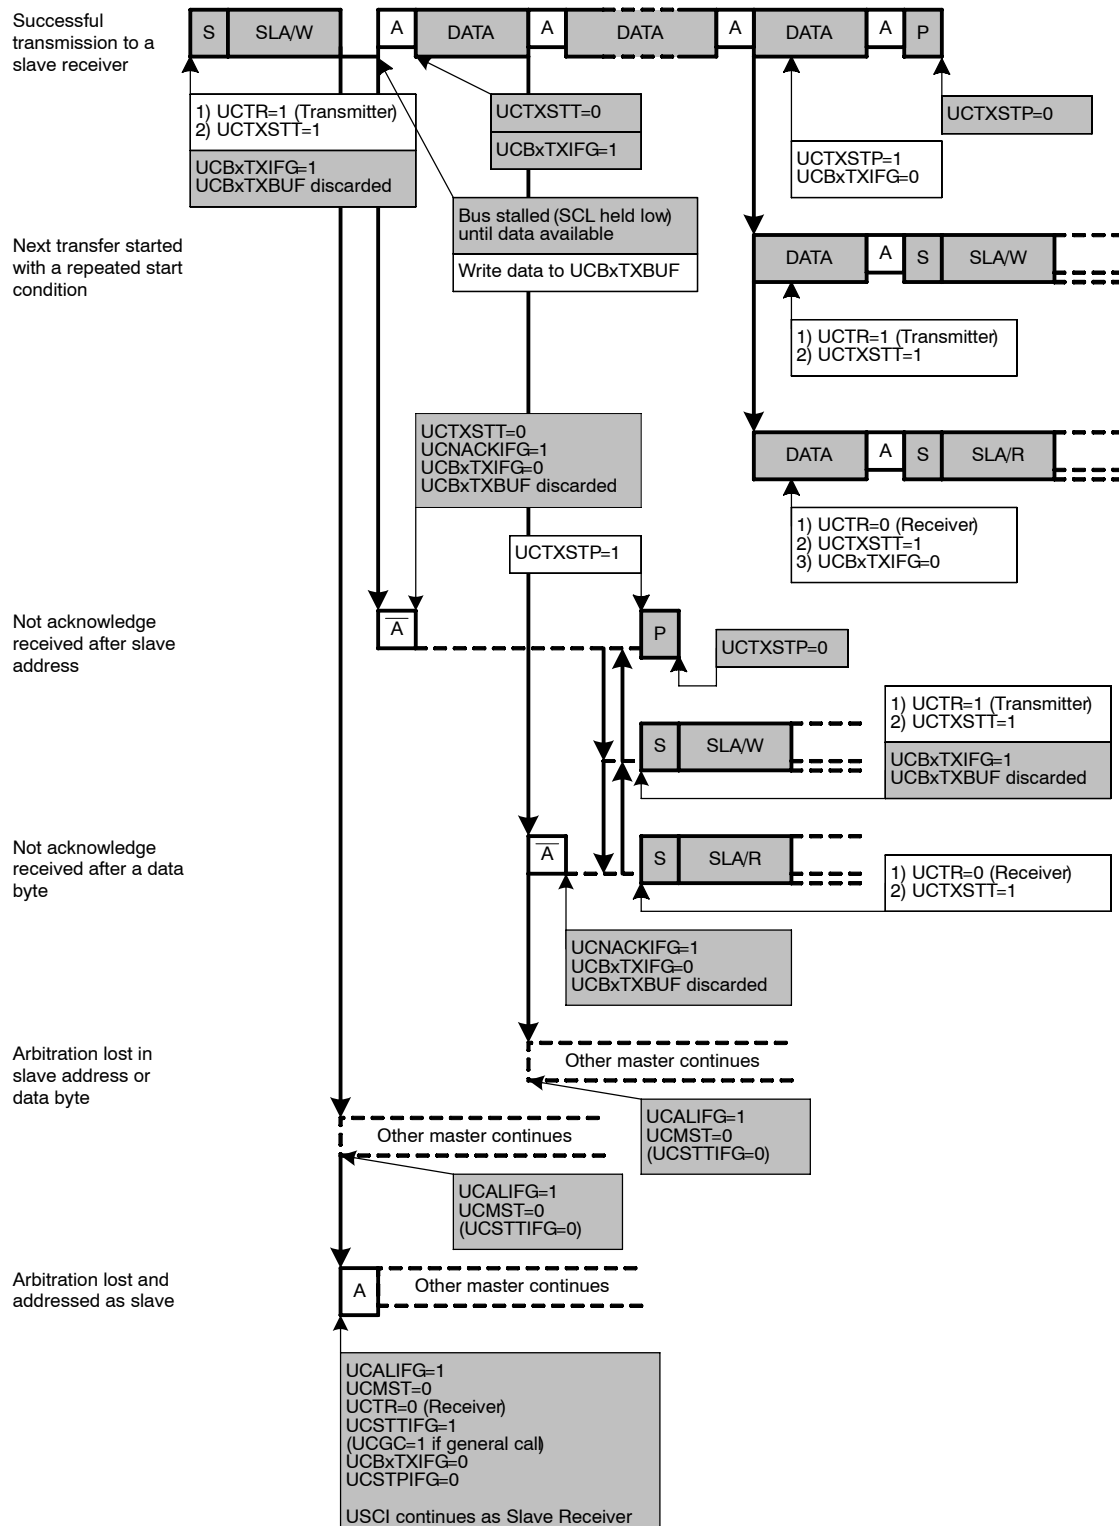 Successful
transmission to a
slave receiver
S SLA/W A DATA A DATA A DATA A P
1) UCTR=1 (Transmitter)
2) UCTXSTT=1
UCBxTXIFG=1
UCBxTXBUF discarded
UCTXSTT=0
UCBxTXIFG=1
Bus stalled (SCL held low)
until data available
Write data to UCBxTXBUF
UCTXSTP=1
UCBxTXIFG=0
UCTXSTP=0
Next transfer started
with a repeated start
condition
DATA A S SLA/W
1) UCTR=1 (Transmitter)
2) UCTXSTT=1
DATA A S SLA/R
1) UCTR=0 (Receiver)
2) UCTXSTT=1
3) UCBxTXIFG=0
UCTXSTT=0
UCNACKIFG=1
UCBxTXIFG=0
UCBxTXBUF discarded
UCTXSTP=1
Not acknowledge
received after slave
address
A̅ P
UCTXSTP=0
S SLA/W
1) UCTR=1 (Transmitter)
2) UCTXSTT=1
UCBxTXIFG=1
UCBxTXBUF discarded
Not acknowledge
received after a data
byte
A̅ S SLA/R
1) UCTR=0 (Receiver)
2) UCTXSTT=1
UCNACKIFG=1
UCBxTXIFG=0
UCBxTXBUF discarded
Arbitration lost in
slave address or
data byte
Other master continues
UCALIFG=1
UCMST=0
(UCSTTIFG=0)
Other master continues
UCALIFG=1
UCMST=0
(UCSTTIFG=0)
Arbitration lost and
addressed as slave
A Other master continues
UCALIFG=1
UCMST=0
UCTR=0 (Receiver)
UCSTTIFG=1
(UCGC=1 if general call)
UCBxTXIFG=0
UCSTPIFG=0
USCI continues as Slave Receiver